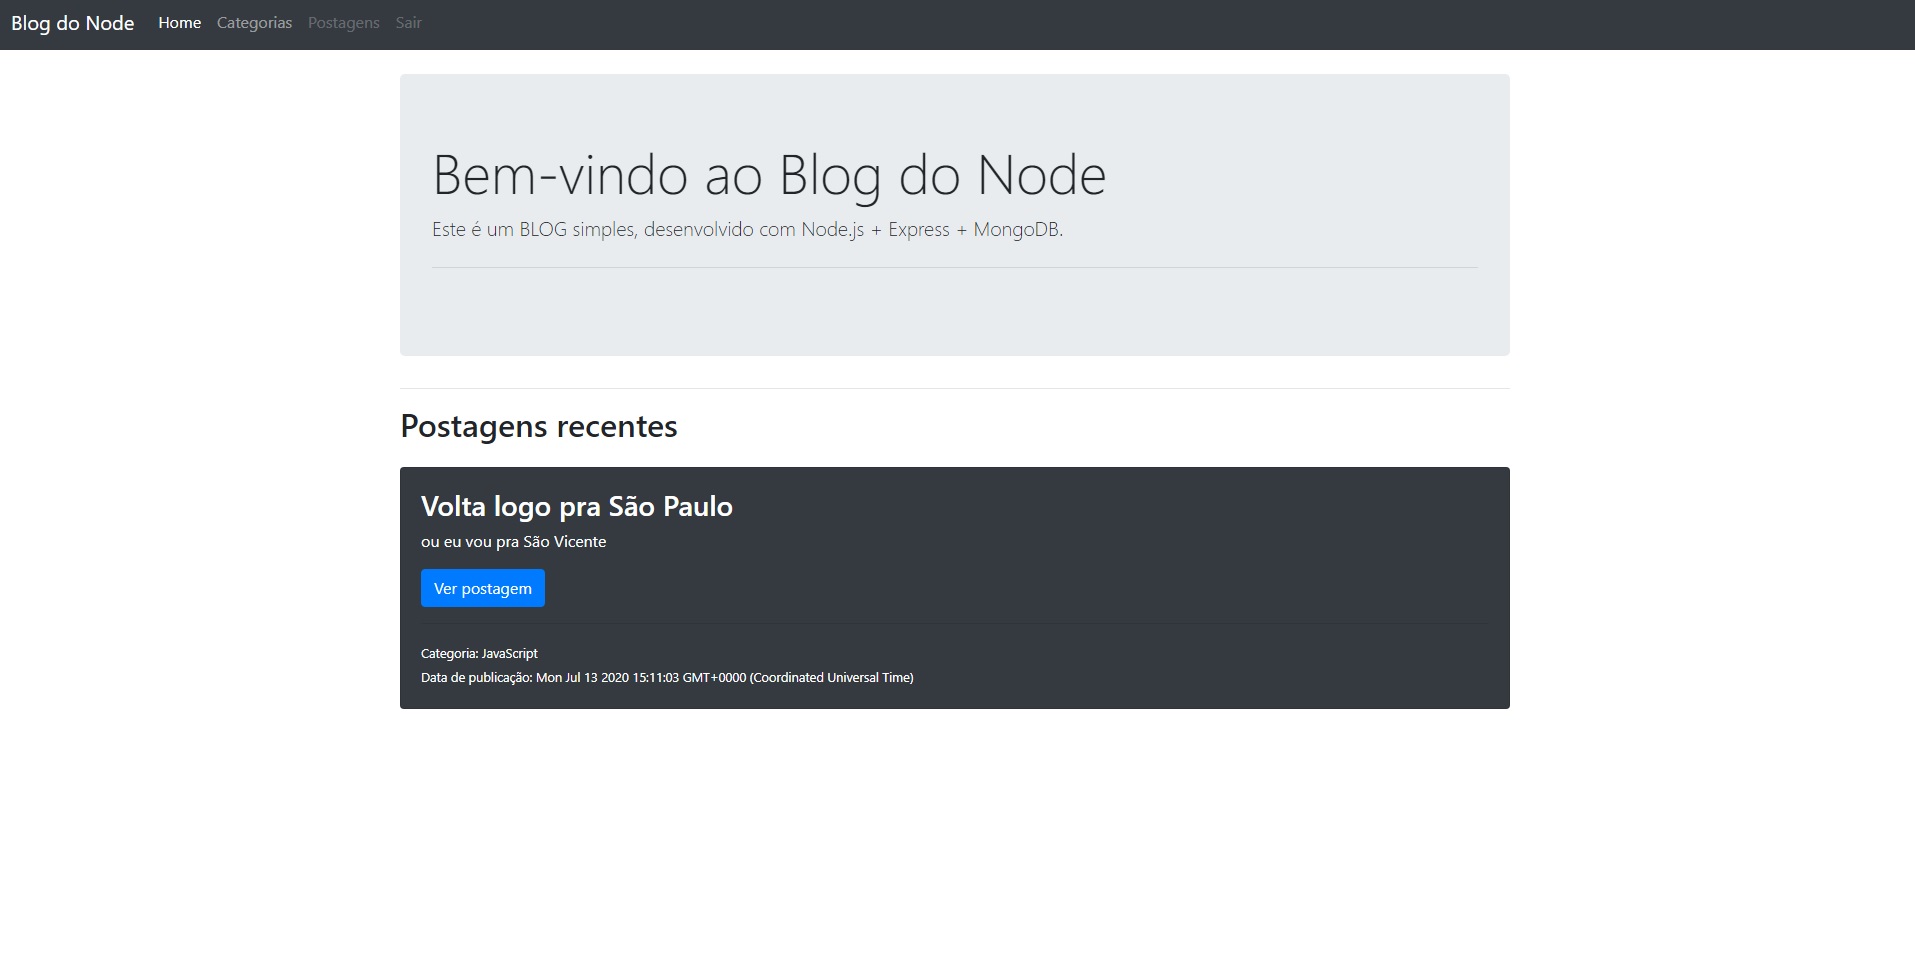 Blog do Node Home Categorias Postagens Sair
Bem-vindo ao Blog do Node
Este é um BLOG simples, desenvolvido com Node.js + Express + MongoDB.
Postagens recentes
Volta logo pra São Paulo
ou eu vou pra São Vicente
Ver postagem
Categoria: JavaScript
Data de publicação: Mon Jul 13 2020 15:11:03 GMT+0000 (Coordinated Universal Time)